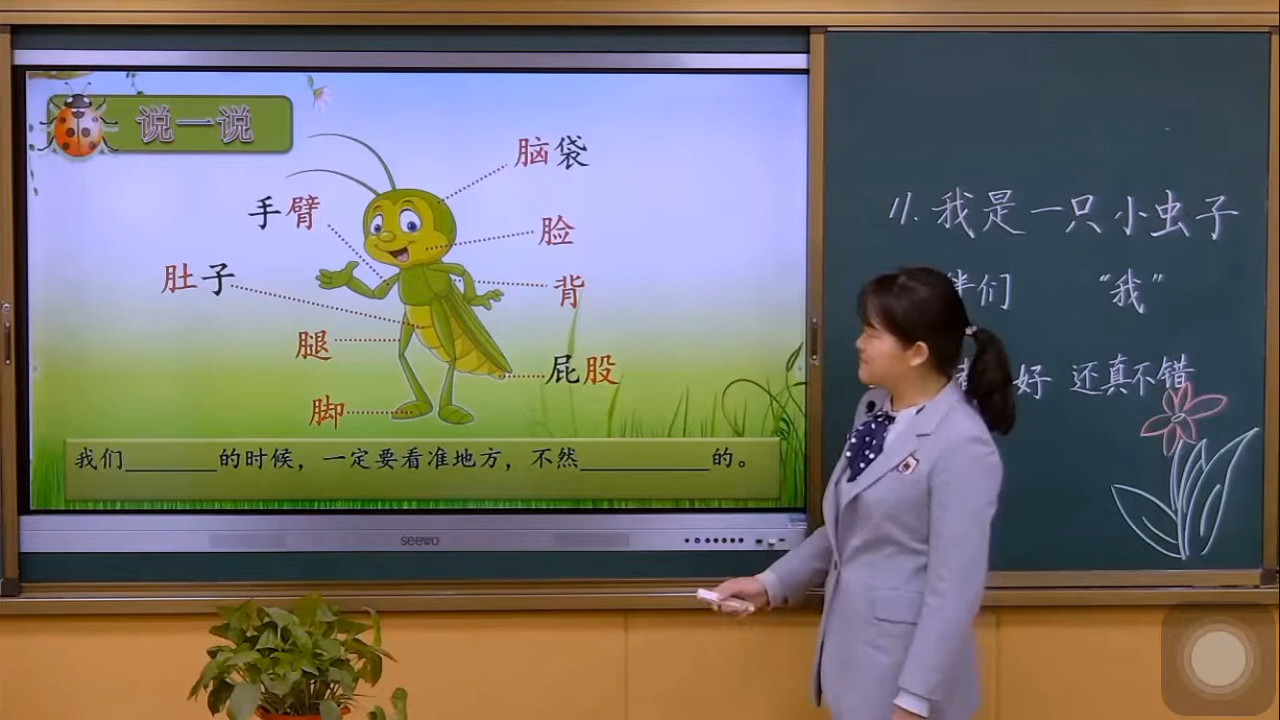 说一说
脑袋
手臂
脸
肚子
背
腿
屁股
脚
我们_______的时候，一定要看准地方，不然__________的。
seewo
11.我是一只小虫子
伴们 “我”
好 还真不错